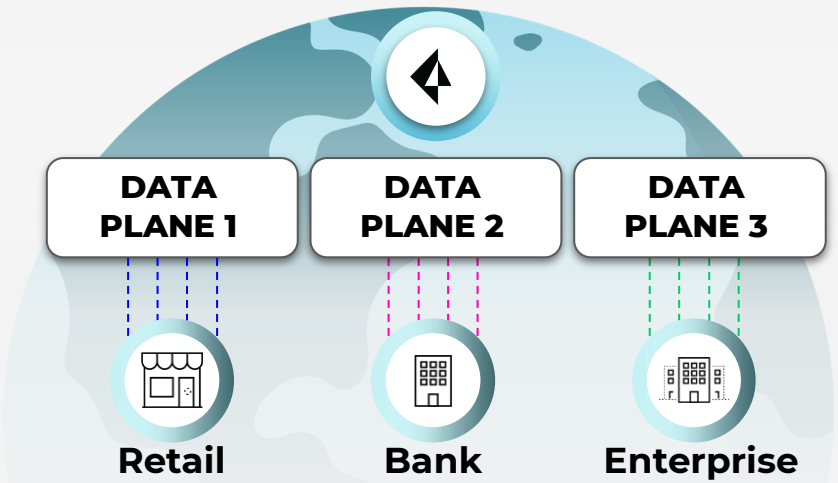 DATA
PLANE 1
DATA
PLANE 2
DATA
PLANE 3
Retail
Bank
Enterprise